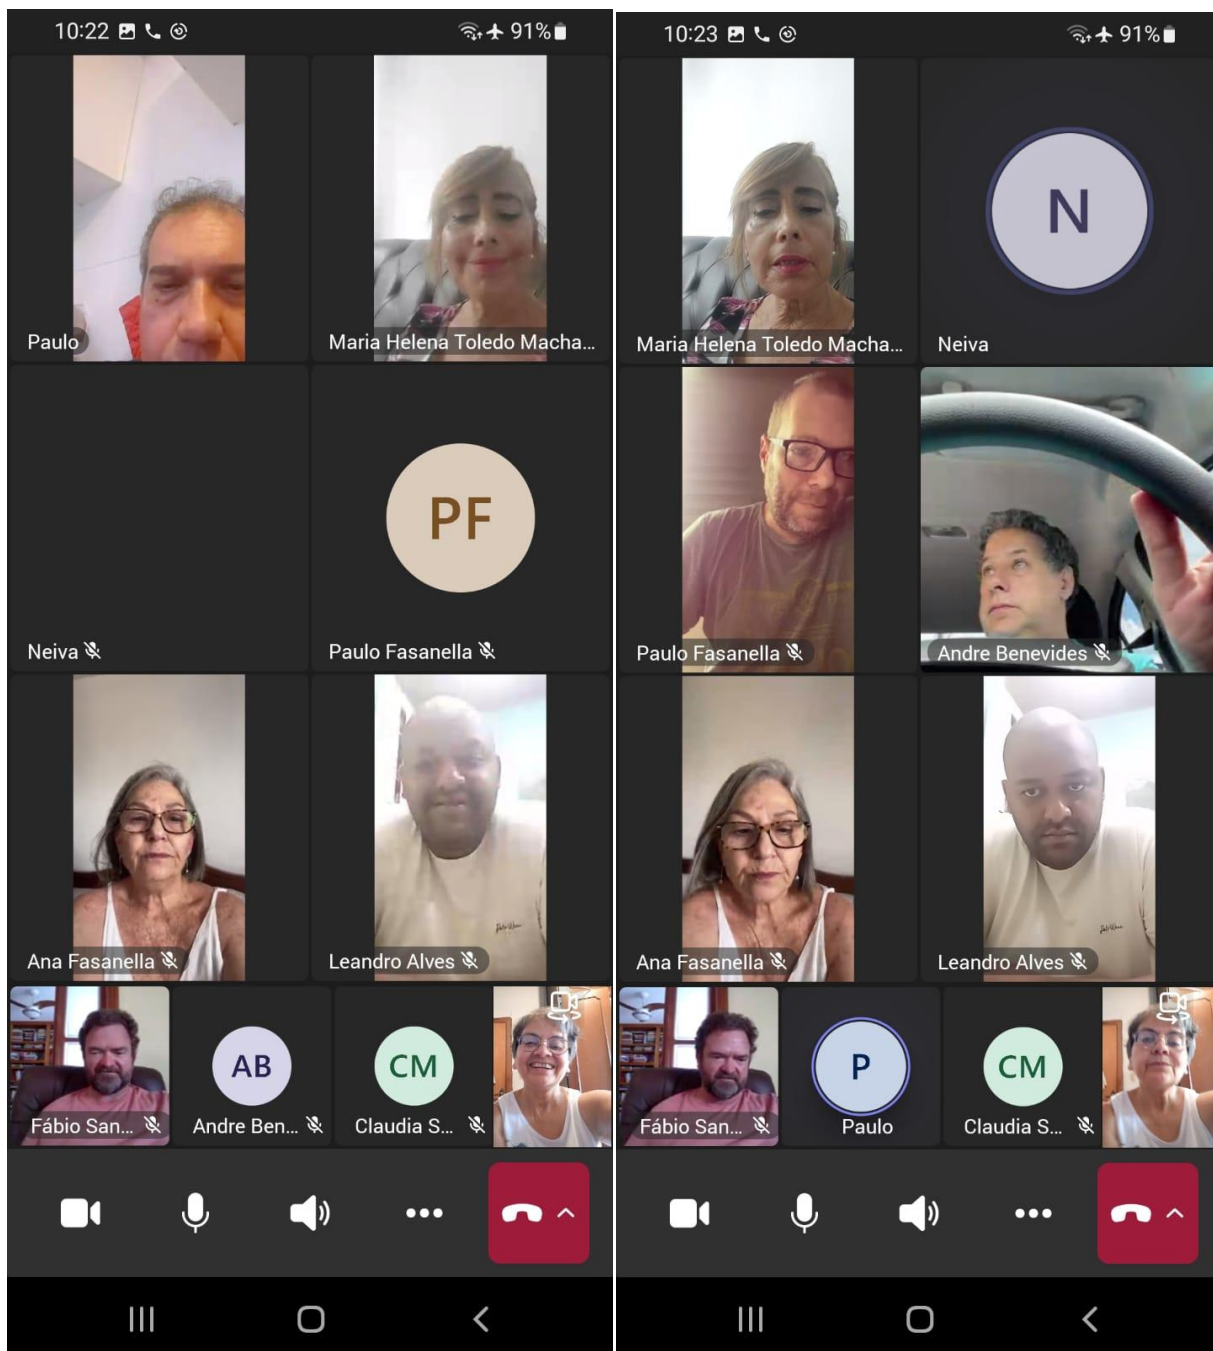 10:22 91%
Paulo
Maria Helena Toledo Macha...
PF
Neiva
Paulo Fasanella
Ana Fasanella
Leandro Alves
AB
CM
Fábio San...
Andre Ben...
Claudia S...
10:23 91%
N
Maria Helena Toledo Macha...
Neiva
Paulo Fasanella
Andre Benevides
Ana Fasanella
Leandro Alves
P
CM
Fábio San...
Paulo
Claudia S...